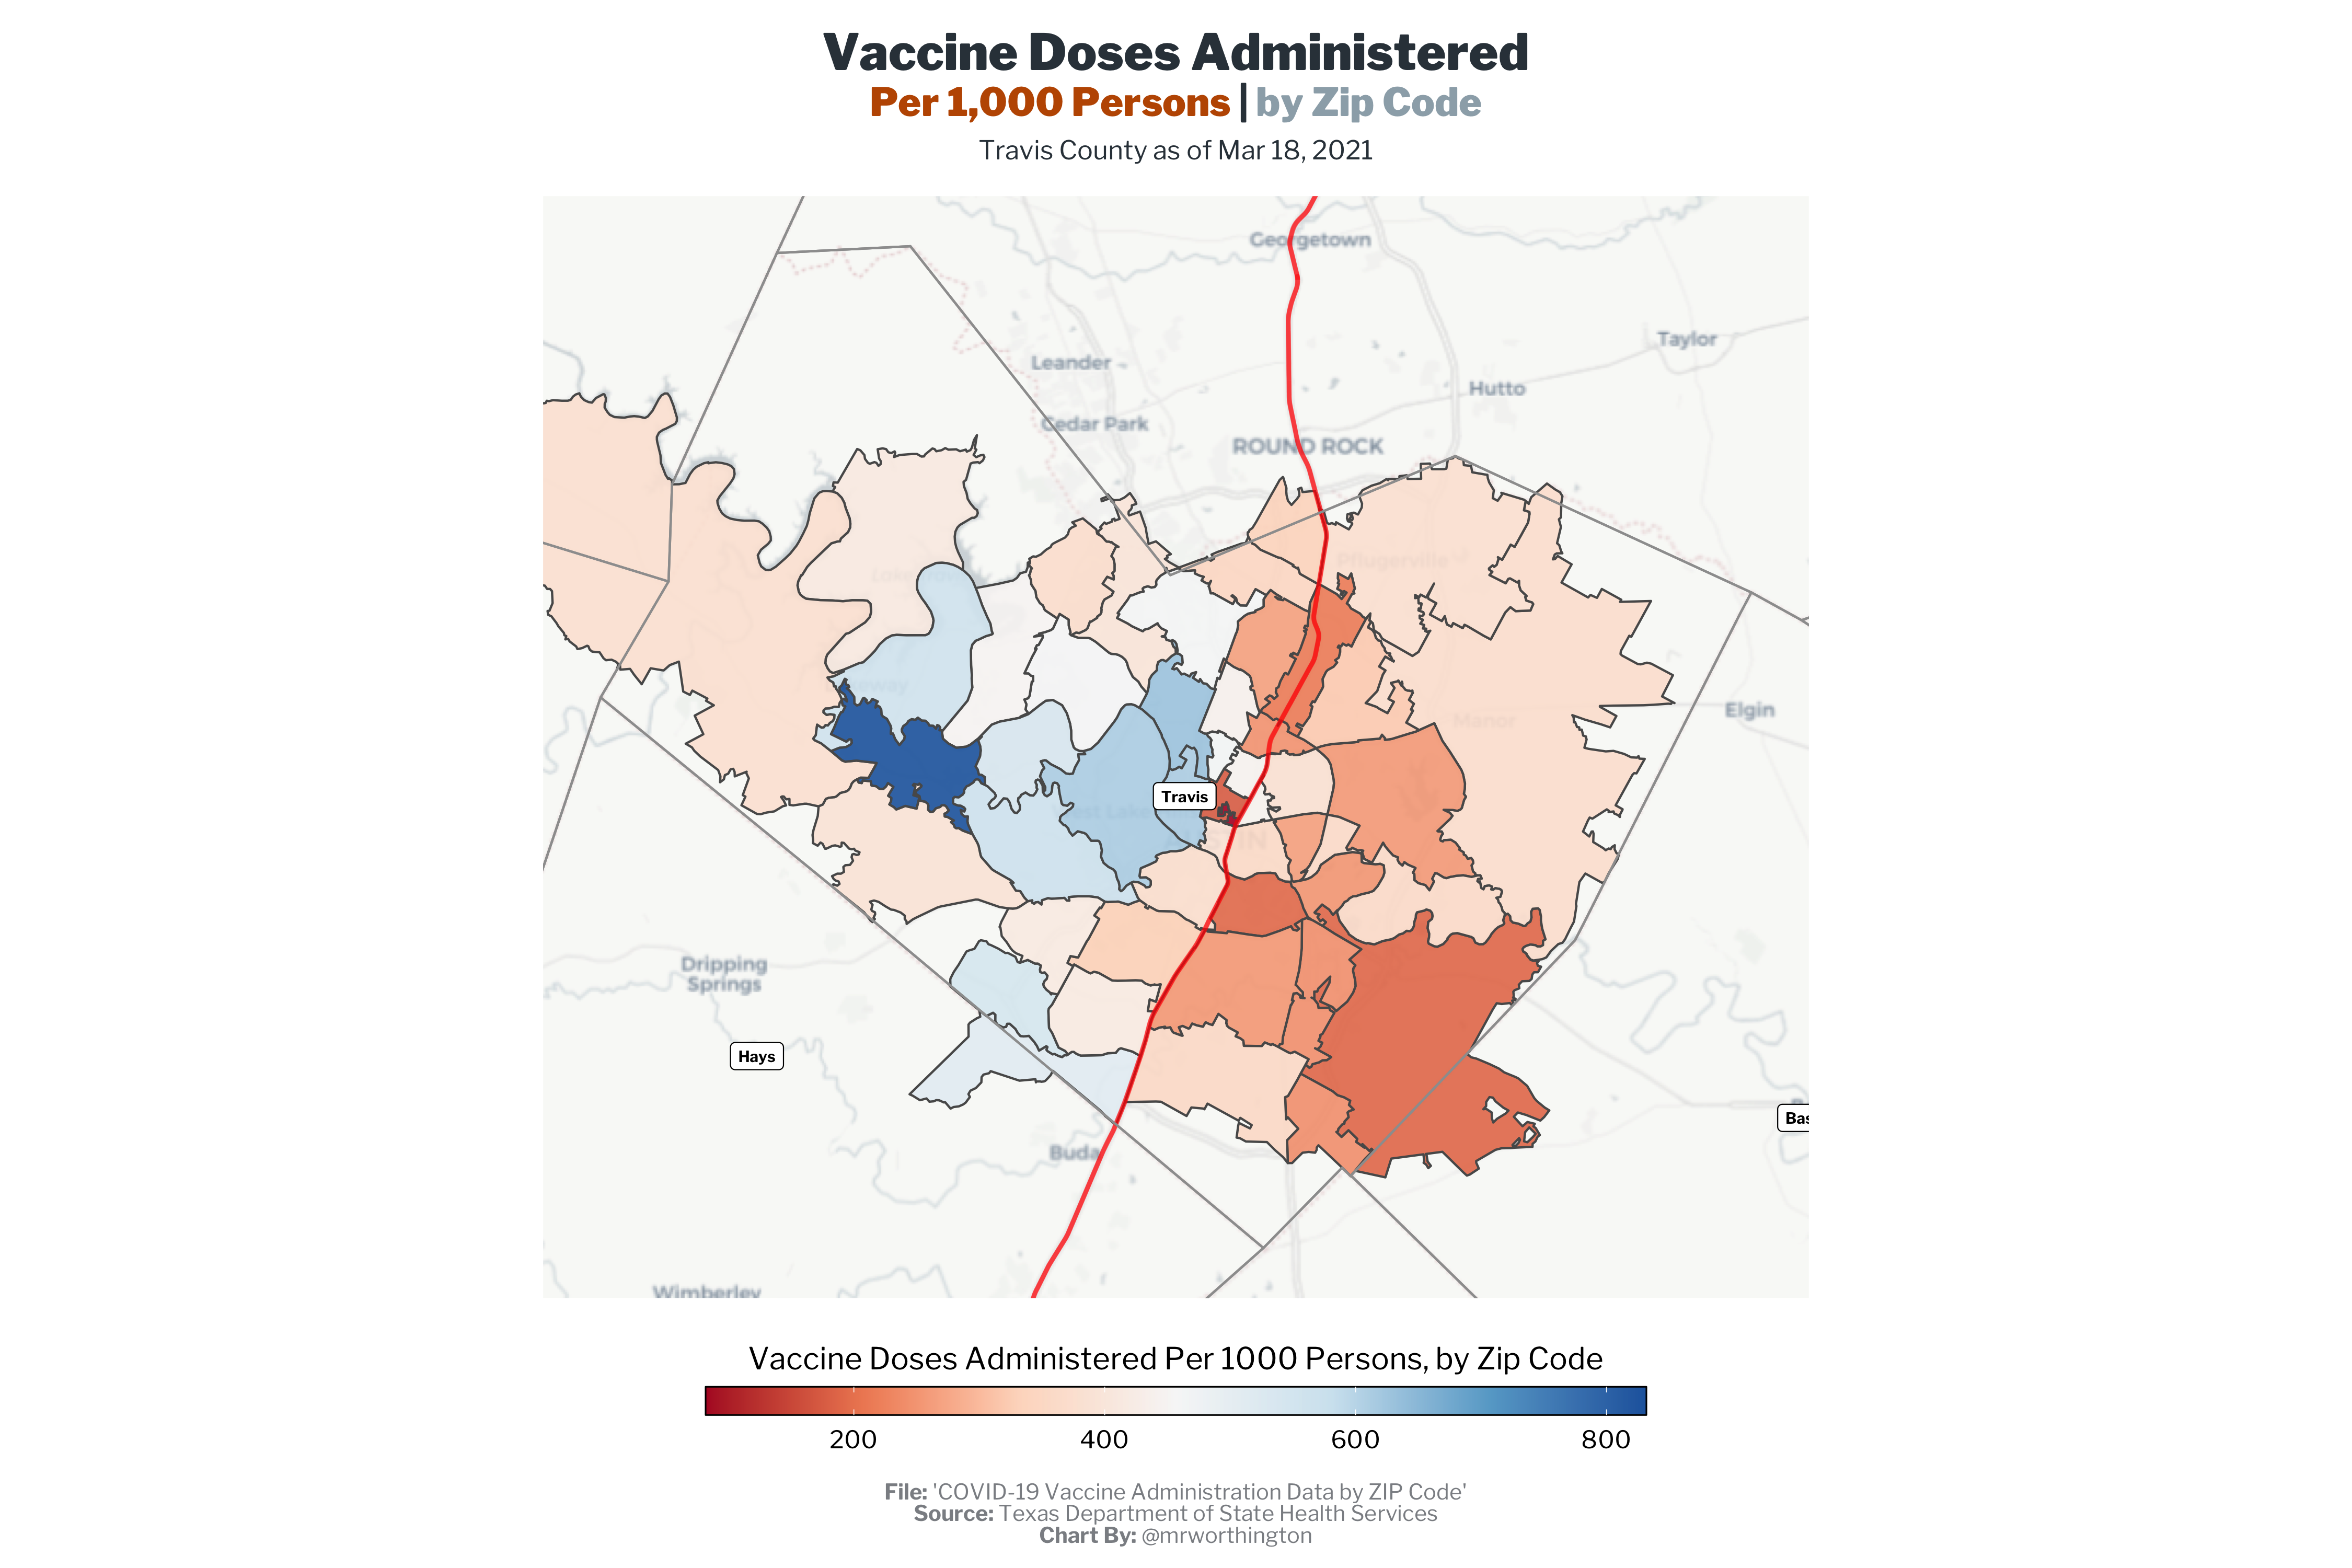 Vaccine Doses Administered
Per 1,000 Persons | by Zip Code
Travis County as of Mar 18, 2021
Georgetown
Taylor
Leander
Hutto
Cedar Park
ROUND ROCK
Pflugerville
Elgin
Manor
Travis
Dripping
Springs
Hays
Bas
Buda
Wimberley
Vaccine Doses Administered Per 1000 Persons, by Zip Code
200 400 600 800
File: 'COVID-19 Vaccine Administration Data by ZIP Code'
Source: Texas Department of State Health Services
Chart By: @mrworthington